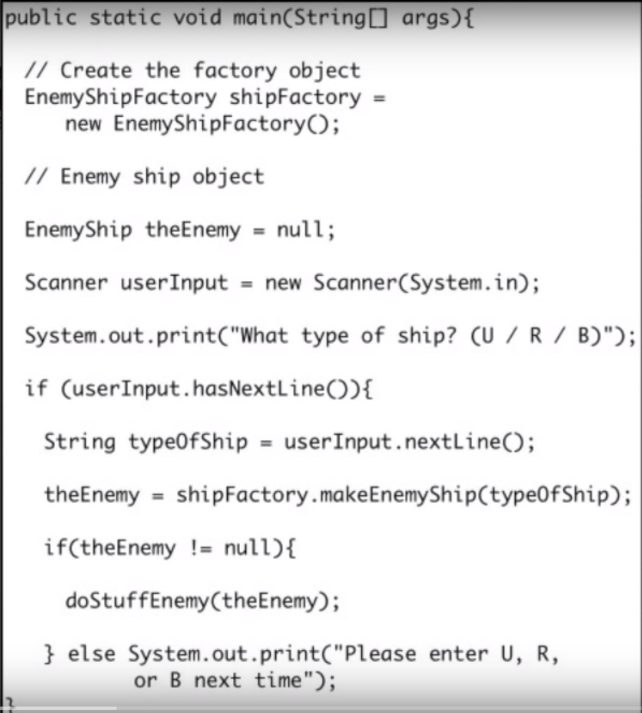 public static void main(String[] args){
// Create the factory object
EnemyShipFactory shipFactory =
new EnemyShipFactory();
// Enemy ship object
EnemyShip theEnemy = null;
Scanner userInput = new Scanner(System.in);
System.out.print("What type of ship? (U / R / B)");
if (userInput.hasNextLine()){
String typeOfShip = userInput.nextLine();
theEnemy = shipFactory.makeEnemyShip(typeOfShip);
if(theEnemy != null){
doStuffEnemy(theEnemy);
} else System.out.print("Please enter U, R,
or B next time");
}